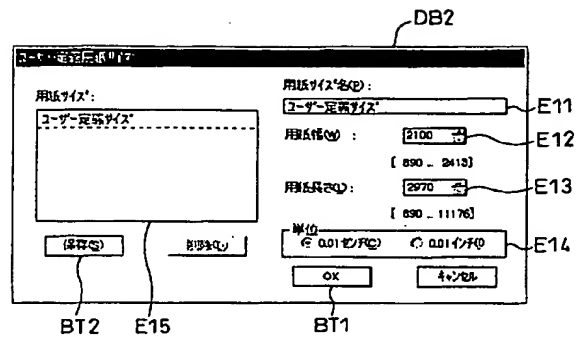 DB2
ユーザー定義用紙サイズ
用紙サイズ:
ユーザー定義サイズ
用紙サイズ名(P):
ユーザー定義サイズ
E11
用紙幅(W) :
2100
E12
[ 890 .. 2413]
用紙長さ(L):
2970
E13
[ 890 .. 11176]
単位
0.01 センチ(C)
0.01 インチ(I)
E14
保存(S)
削除(D)
OK
キャンセル
BT2
E15
BT1